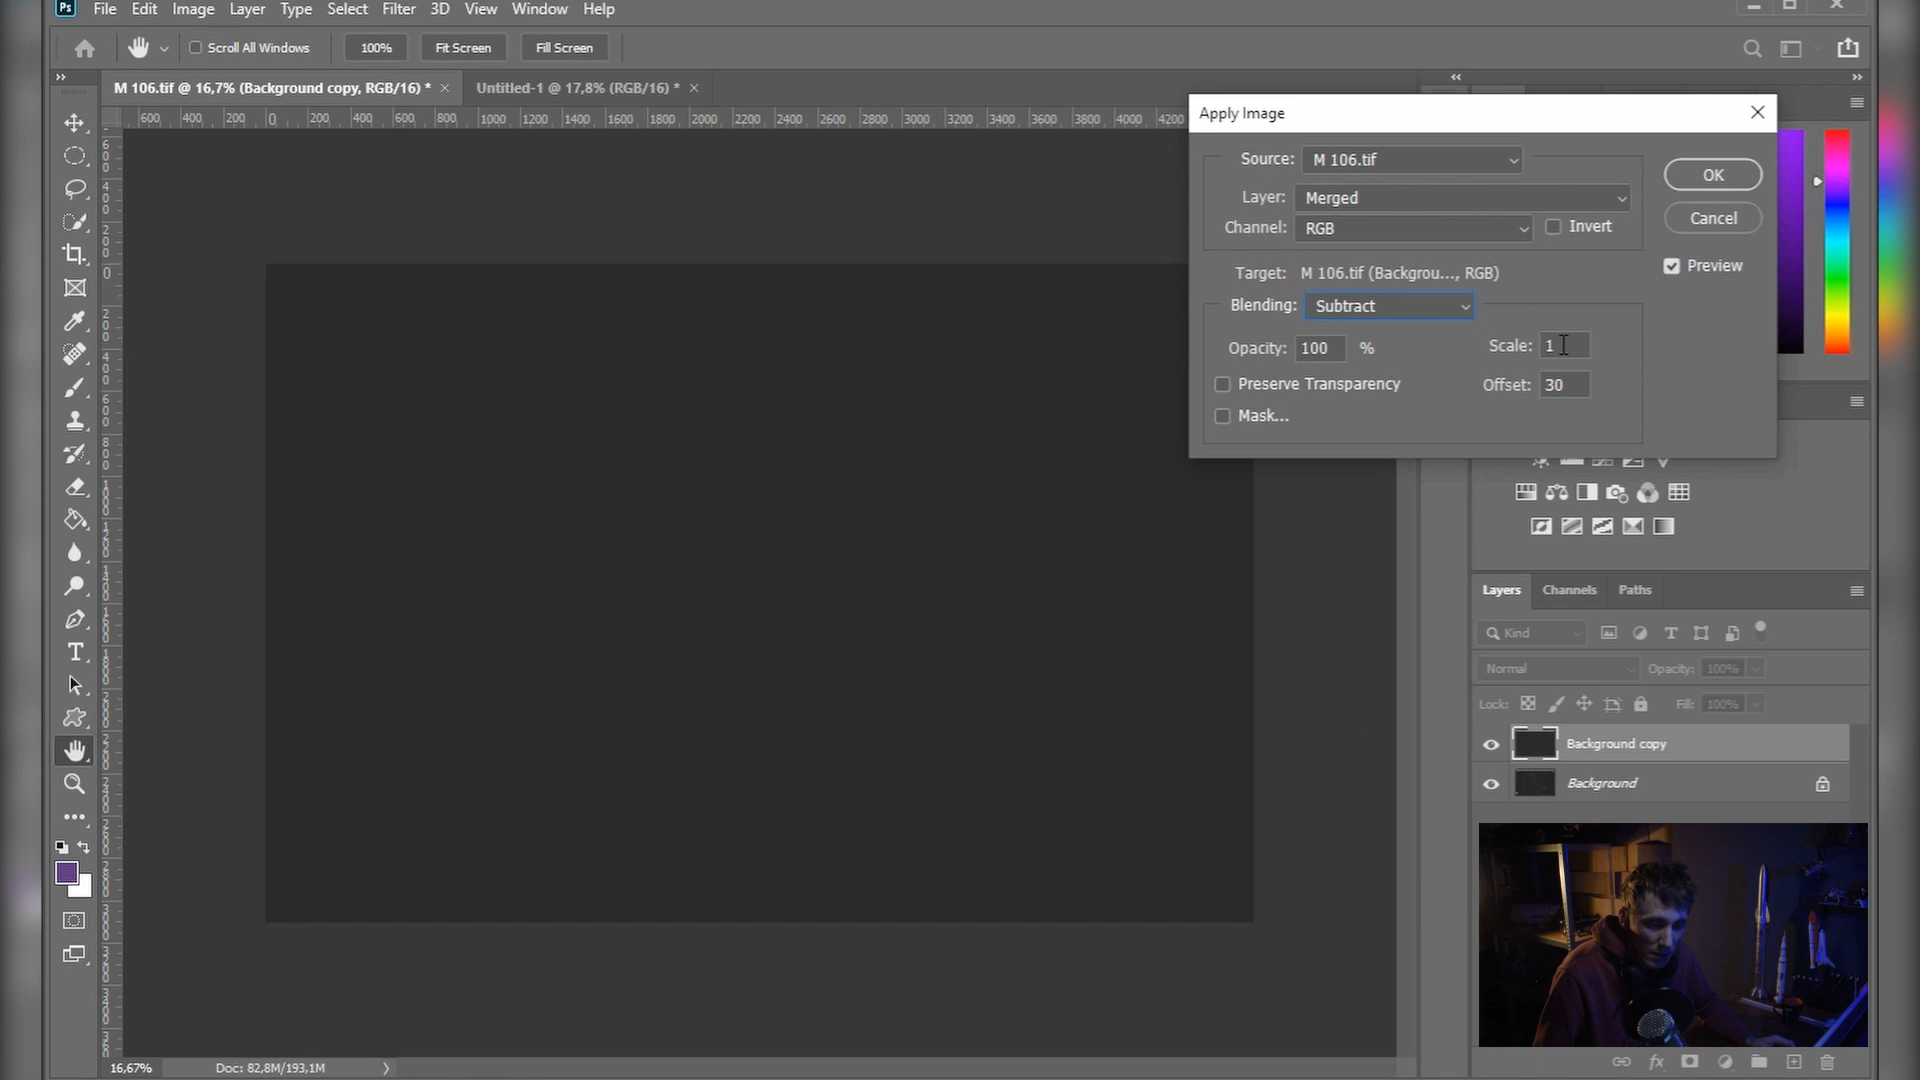 Ps File Edit Image Layer Type Select Filter 3D View Window Help
Scroll All Windows 100% Fit Screen Fill Screen
M 106.tif @ 16,7% (Background copy, RGB/16) * Untitled-1 @ 17,8% (RGB/16) *
600 400 200 0 200 400 600 800 1000 1200 1400 1600 1800 2000 2200 2400 2600 2800 3000 3200 3400 3600 3800 4000 4200
Apply Image
Source: M 106.tif
OK
Layer: Merged
Cancel
Channel: RGB Invert
Preview
Target: M 106.tif (Backgrou..., RGB)
Blending: Subtract
Opacity: 100 % Scale: 1
Preserve Transparency Offset: 30
Mask...
Layers Channels Paths
Kind
Normal Opacity: 100%
Lock: Fill: 100%
Background copy
Background
16,67% Doc: 82,8M/193,1M